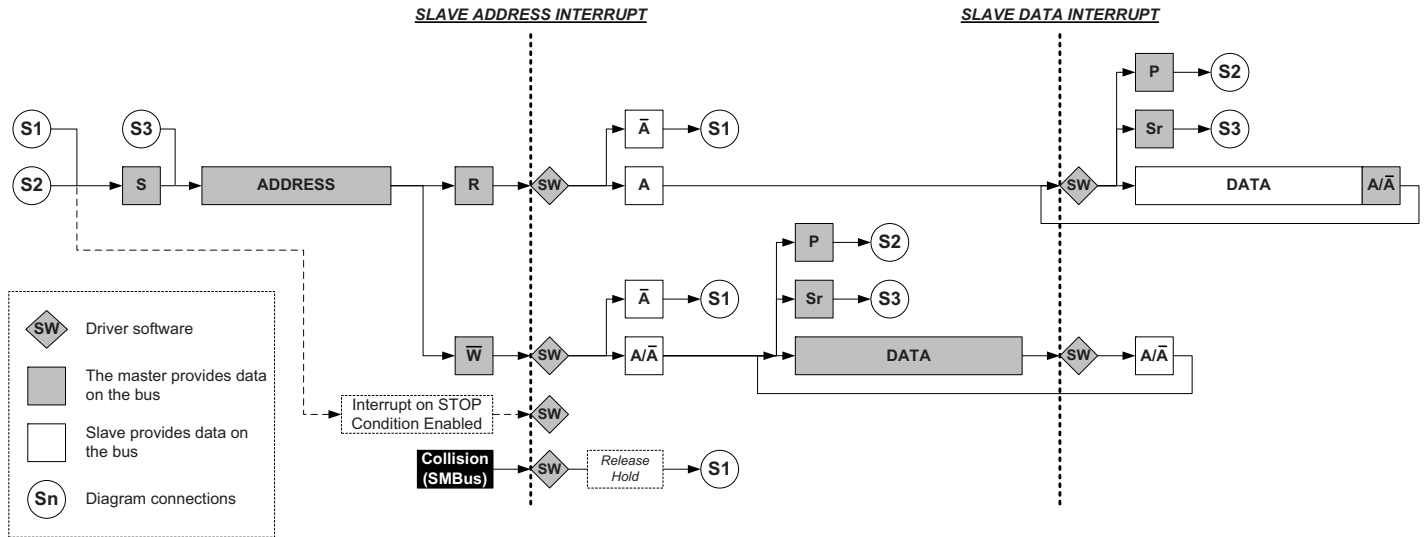 SLAVE ADDRESS INTERRUPT
SLAVE DATA INTERRUPT
P
S2
S1
S3
A̅
S1
Sr
S3
S2
S
ADDRESS
R
SW
A
SW
DATA
A/A̅
P
S2
A̅
S1
Sr
S3
W̅
SW
A/A̅
DATA
SW
A/A̅
Interrupt on STOP
Condition Enabled
SW
Collision
(SMBus)
SW
Release
Hold
S1
SW
Driver software
The master provides data
on the bus
Slave provides data on
the bus
Sn
Diagram connections